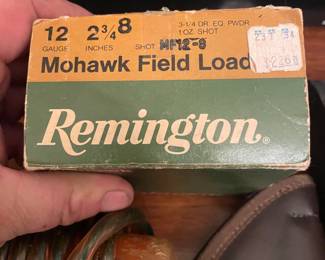 12 2¾ 8 3-1/4 DR EQ PWDR
GAUGE INCHES SHOT 1 OZ SHOT
MF12-8
Mohawk Field Load
Remington®